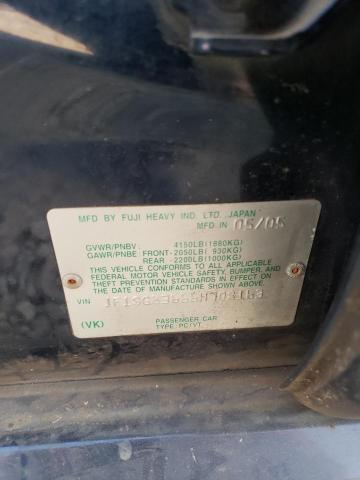 MFD BY FUJI HEAVY IND. LTD. JAPAN
MFD IN 05/05
GVWR/PNBV 4150LB(1880KG)
GAWR/PNBE FRONT-2050LB( 930KG)
REAR -2200LB(1000KG)
THIS VEHICLE CONFORMS TO ALL APPLICABLE
FEDERAL MOTOR VEHICLE SAFETY, BUMPER, AND
THEFT PREVENTION STANDARDS IN EFFECT
ON THE DATE OF MANUFACTURE SHOWN ABOVE.
VIN
(VK) PASSENGER CAR
TYPE: PC/VT